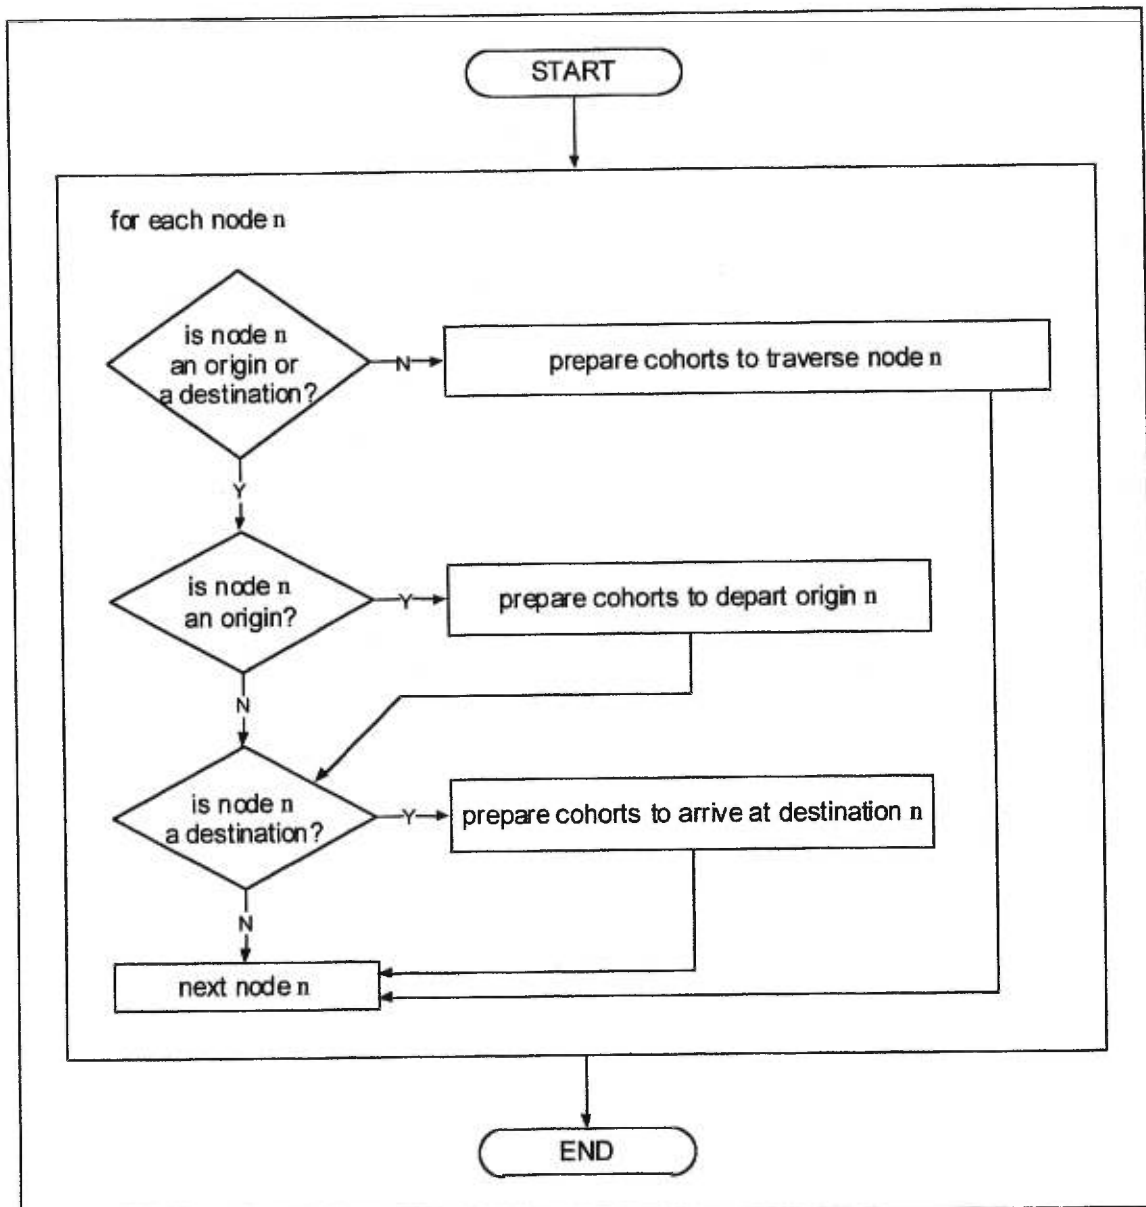 START
for each node n
is node n
an origin or
a destination?
N
prepare cohorts to traverse node n
Y
is node n
an origin?
Y
prepare cohorts to depart origin n
N
is node n
a destination?
Y
prepare cohorts to arrive at destination n
N
next node n
END